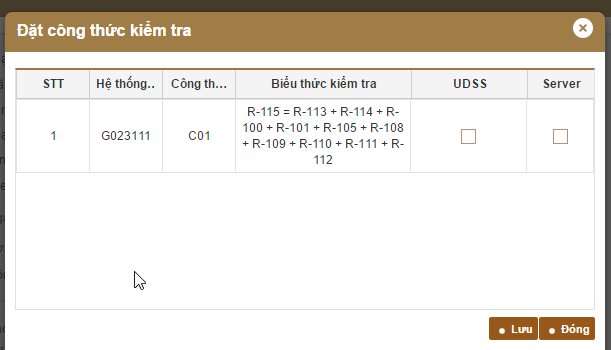 Đặt công thức kiểm tra
STT Hệ thống.. Công th... Biểu thức kiểm tra UDSS Server
1 G023111 C01 R-115 = R-113 + R-114 + R-
100 + R-101 + R-105 + R-108
+ R-109 + R-110 + R-111 + R-
112
Lưu Đóng